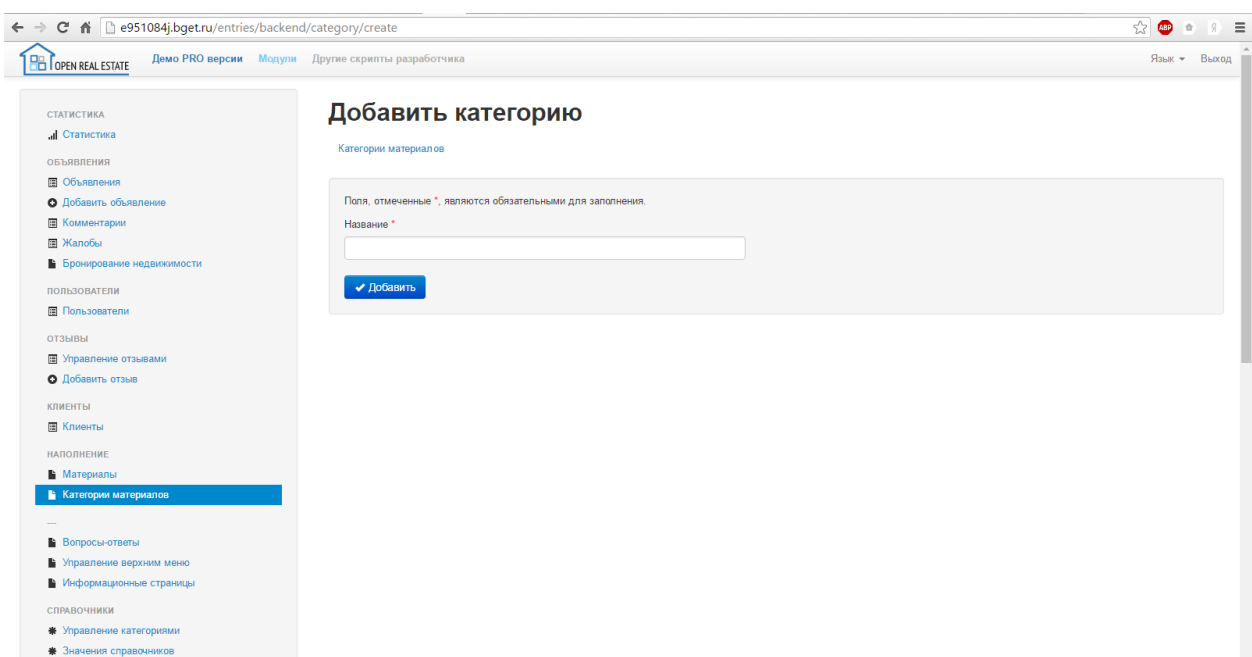 e951084j.bget.ru/entries/backend/category/create
ABP
Я
OPEN REAL ESTATE
Демо PRO версии Модули Другие скрипты разработчика
Язык Выход
СТАТИСТИКА
Статистика
ОБЪЯВЛЕНИЯ
Объявления
Добавить объявление
Комментарии
Жалобы
Бронирование недвижимости
ПОЛЬЗОВАТЕЛИ
Пользователи
ОТЗЫВЫ
Управление отзывами
Добавить отзыв
КЛИЕНТЫ
Клиенты
НАПОЛНЕНИЕ
Материалы
Категории материалов
---
Вопросы-ответы
Управление верхним меню
Информационные страницы
СПРАВОЧНИКИ
Управление категориями
Значения справочников
Добавить категорию
Категории материалов
Поля, отмеченные *, являются обязательными для заполнения.
Название *
Добавить